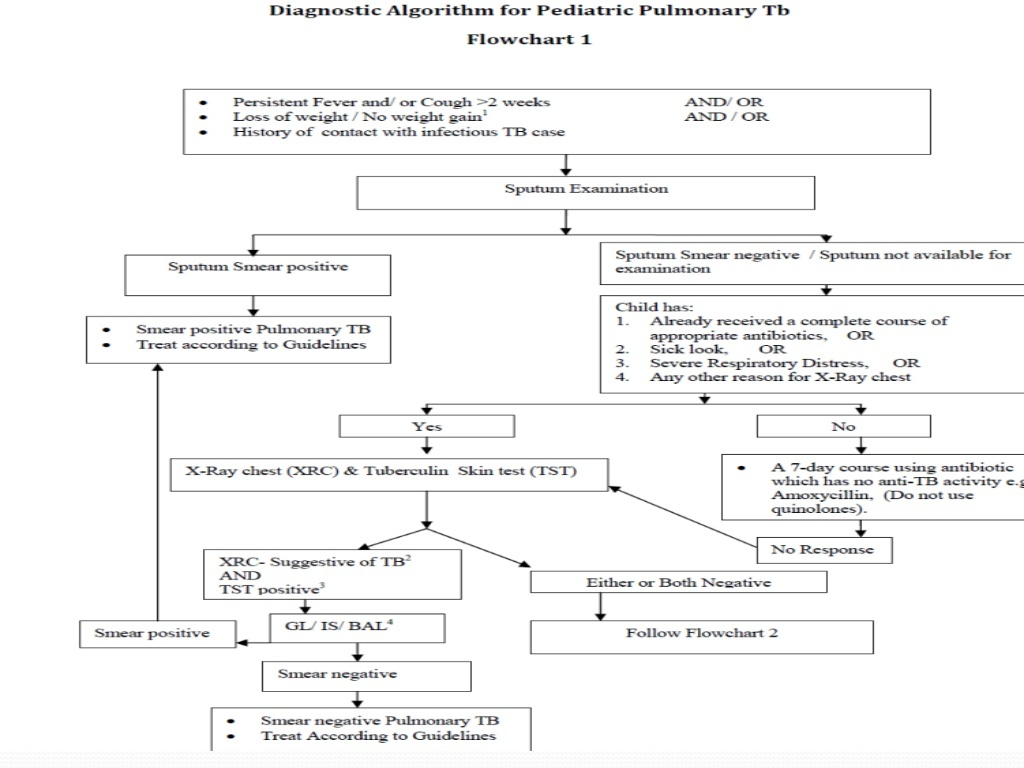 Diagnostic Algorithm for Pediatric Pulmonary Tb
Flowchart 1
• Persistent Fever and/ or Cough >2 weeks AND/ OR
• Loss of weight / No weight gain¹ AND / OR
• History of contact with infectious TB case
Sputum Examination
Sputum Smear positive
Sputum Smear negative / Sputum not available for
examination
• Smear positive Pulmonary TB
• Treat according to Guidelines
Child has:
1. Already received a complete course of
appropriate antibiotics, OR
2. Sick look, OR
3. Severe Respiratory Distress, OR
4. Any other reason for X-Ray chest
Yes
No
X-Ray chest (XRC) & Tuberculin Skin test (TST)
• A 7-day course using antibiotic
which has no anti-TB activity e.g
Amoxycillin, (Do not use
quinolones).
No Response
XRC- Suggestive of TB²
AND
TST positive³
Either or Both Negative
GL/ IS/ BAL⁴
Smear positive
Follow Flowchart 2
Smear negative
• Smear negative Pulmonary TB
• Treat According to Guidelines